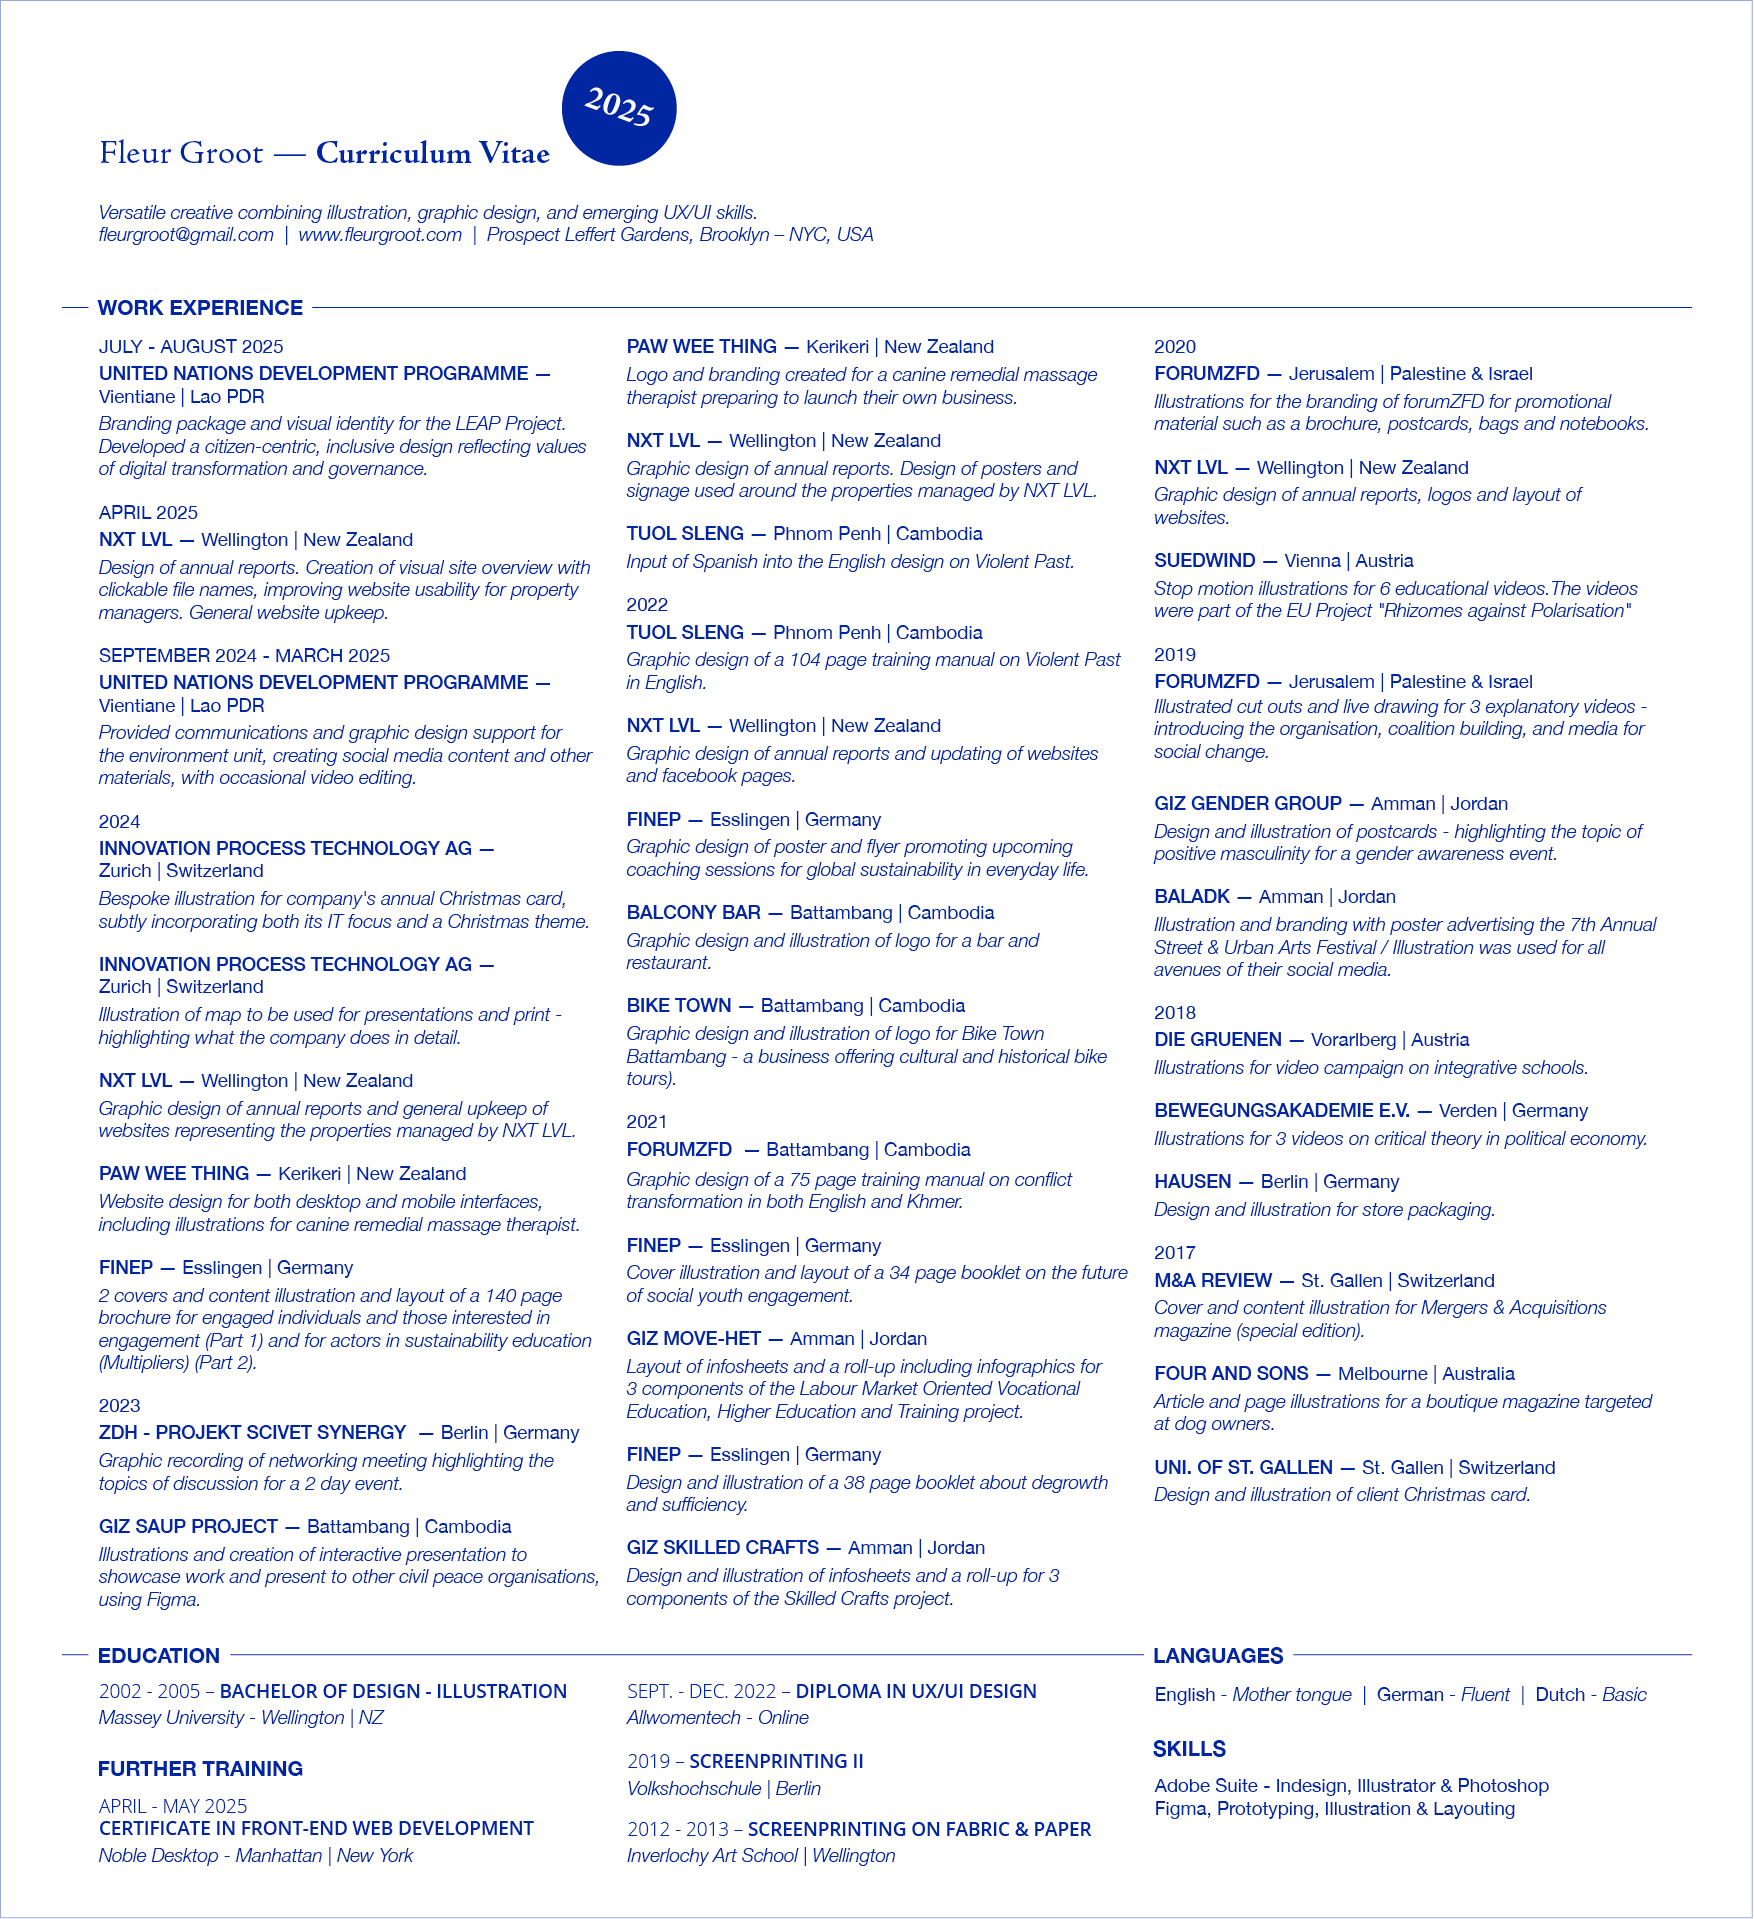 2025
Fleur Groot — Curriculum Vitae
Versatile creative combining illustration, graphic design, and emerging UX/UI skills.
fleurgroot@gmail.com | www.fleurgroot.com | Prospect Leffert Gardens, Brooklyn – NYC, USA
WORK EXPERIENCE
JULY - AUGUST 2025
UNITED NATIONS DEVELOPMENT PROGRAMME —
Vientiane | Lao PDR
Branding package and visual identity for the LEAP Project.
Developed a citizen-centric, inclusive design reflecting values
of digital transformation and governance.
APRIL 2025
NXT LVL — Wellington | New Zealand
Design of annual reports. Creation of visual site overview with
clickable file names, improving website usability for property
managers. General website upkeep.
SEPTEMBER 2024 - MARCH 2025
UNITED NATIONS DEVELOPMENT PROGRAMME —
Vientiane | Lao PDR
Provided communications and graphic design support for
the environment unit, creating social media content and other
materials, with occasional video editing.
2024
INNOVATION PROCESS TECHNOLOGY AG —
Zurich | Switzerland
Bespoke illustration for company's annual Christmas card,
subtly incorporating both its IT focus and a Christmas theme.
INNOVATION PROCESS TECHNOLOGY AG —
Zurich | Switzerland
Illustration of map to be used for presentations and print -
highlighting what the company does in detail.
NXT LVL — Wellington | New Zealand
Graphic design of annual reports and general upkeep of
websites representing the properties managed by NXT LVL.
PAW WEE THING — Kerikeri | New Zealand
Website design for both desktop and mobile interfaces,
including illustrations for canine remedial massage therapist.
FINEP — Esslingen | Germany
2 covers and content illustration and layout of a 140 page
brochure for engaged individuals and those interested in
engagement (Part 1) and for actors in sustainability education
(Multipliers) (Part 2).
2023
ZDH - PROJEKT SCIVET SYNERGY — Berlin | Germany
Graphic recording of networking meeting highlighting the
topics of discussion for a 2 day event.
GIZ SAUP PROJECT — Battambang | Cambodia
Illustrations and creation of interactive presentation to
showcase work and present to other civil peace organisations,
using Figma.
PAW WEE THING — Kerikeri | New Zealand
Logo and branding created for a canine remedial massage
therapist preparing to launch their own business.
NXT LVL — Wellington | New Zealand
Graphic design of annual reports. Design of posters and
signage used around the properties managed by NXT LVL.
TUOL SLENG — Phnom Penh | Cambodia
Input of Spanish into the English design on Violent Past.
2022
TUOL SLENG — Phnom Penh | Cambodia
Graphic design of a 104 page training manual on Violent Past
in English.
NXT LVL — Wellington | New Zealand
Graphic design of annual reports and updating of websites
and facebook pages.
FINEP — Esslingen | Germany
Graphic design of poster and flyer promoting upcoming
coaching sessions for global sustainability in everyday life.
BALCONY BAR — Battambang | Cambodia
Graphic design and illustration of logo for a bar and
restaurant.
BIKE TOWN — Battambang | Cambodia
Graphic design and illustration of logo for Bike Town
Battambang - a business offering cultural and historical bike
tours).
2021
FORUMZFD — Battambang | Cambodia
Graphic design of a 75 page training manual on conflict
transformation in both English and Khmer.
FINEP — Esslingen | Germany
Cover illustration and layout of a 34 page booklet on the future
of social youth engagement.
GIZ MOVE-HET — Amman | Jordan
Layout of infosheets and a roll-up including infographics for
3 components of the Labour Market Oriented Vocational
Education, Higher Education and Training project.
FINEP — Esslingen | Germany
Design and illustration of a 38 page booklet about degrowth
and sufficiency.
GIZ SKILLED CRAFTS — Amman | Jordan
Design and illustration of infosheets and a roll-up for 3
components of the Skilled Crafts project.
2020
FORUMZFD — Jerusalem | Palestine & Israel
Illustrations for the branding of forumZFD for promotional
material such as a brochure, postcards, bags and notebooks.
NXT LVL — Wellington | New Zealand
Graphic design of annual reports, logos and layout of
websites.
SUEDWIND — Vienna | Austria
Stop motion illustrations for 6 educational videos.The videos
were part of the EU Project "Rhizomes against Polarisation"
2019
FORUMZFD — Jerusalem | Palestine & Israel
Illustrated cut outs and live drawing for 3 explanatory videos -
introducing the organisation, coalition building, and media for
social change.
GIZ GENDER GROUP — Amman | Jordan
Design and illustration of postcards - highlighting the topic of
positive masculinity for a gender awareness event.
BALADK — Amman | Jordan
Illustration and branding with poster advertising the 7th Annual
Street & Urban Arts Festival / Illustration was used for all
avenues of their social media.
2018
DIE GRUENEN — Vorarlberg | Austria
Illustrations for video campaign on integrative schools.
BEWEGUNGSAKADEMIE E.V. — Verden | Germany
Illustrations for 3 videos on critical theory in political economy.
HAUSEN — Berlin | Germany
Design and illustration for store packaging.
2017
M&A REVIEW — St. Gallen | Switzerland
Cover and content illustration for Mergers & Acquisitions
magazine (special edition).
FOUR AND SONS — Melbourne | Australia
Article and page illustrations for a boutique magazine targeted
at dog owners.
UNI. OF ST. GALLEN — St. Gallen | Switzerland
Design and illustration of client Christmas card.
EDUCATION
2002 - 2005 – BACHELOR OF DESIGN - ILLUSTRATION
Massey University - Wellington | NZ
FURTHER TRAINING
APRIL - MAY 2025
CERTIFICATE IN FRONT-END WEB DEVELOPMENT
Noble Desktop - Manhattan | New York
SEPT. - DEC. 2022 – DIPLOMA IN UX/UI DESIGN
Allwomentech - Online
2019 – SCREENPRINTING II
Volkshochschule | Berlin
2012 - 2013 – SCREENPRINTING ON FABRIC & PAPER
Inverlochy Art School | Wellington
LANGUAGES
English - Mother tongue | German - Fluent | Dutch - Basic
SKILLS
Adobe Suite - Indesign, Illustrator & Photoshop
Figma, Prototyping, Illustration & Layouting